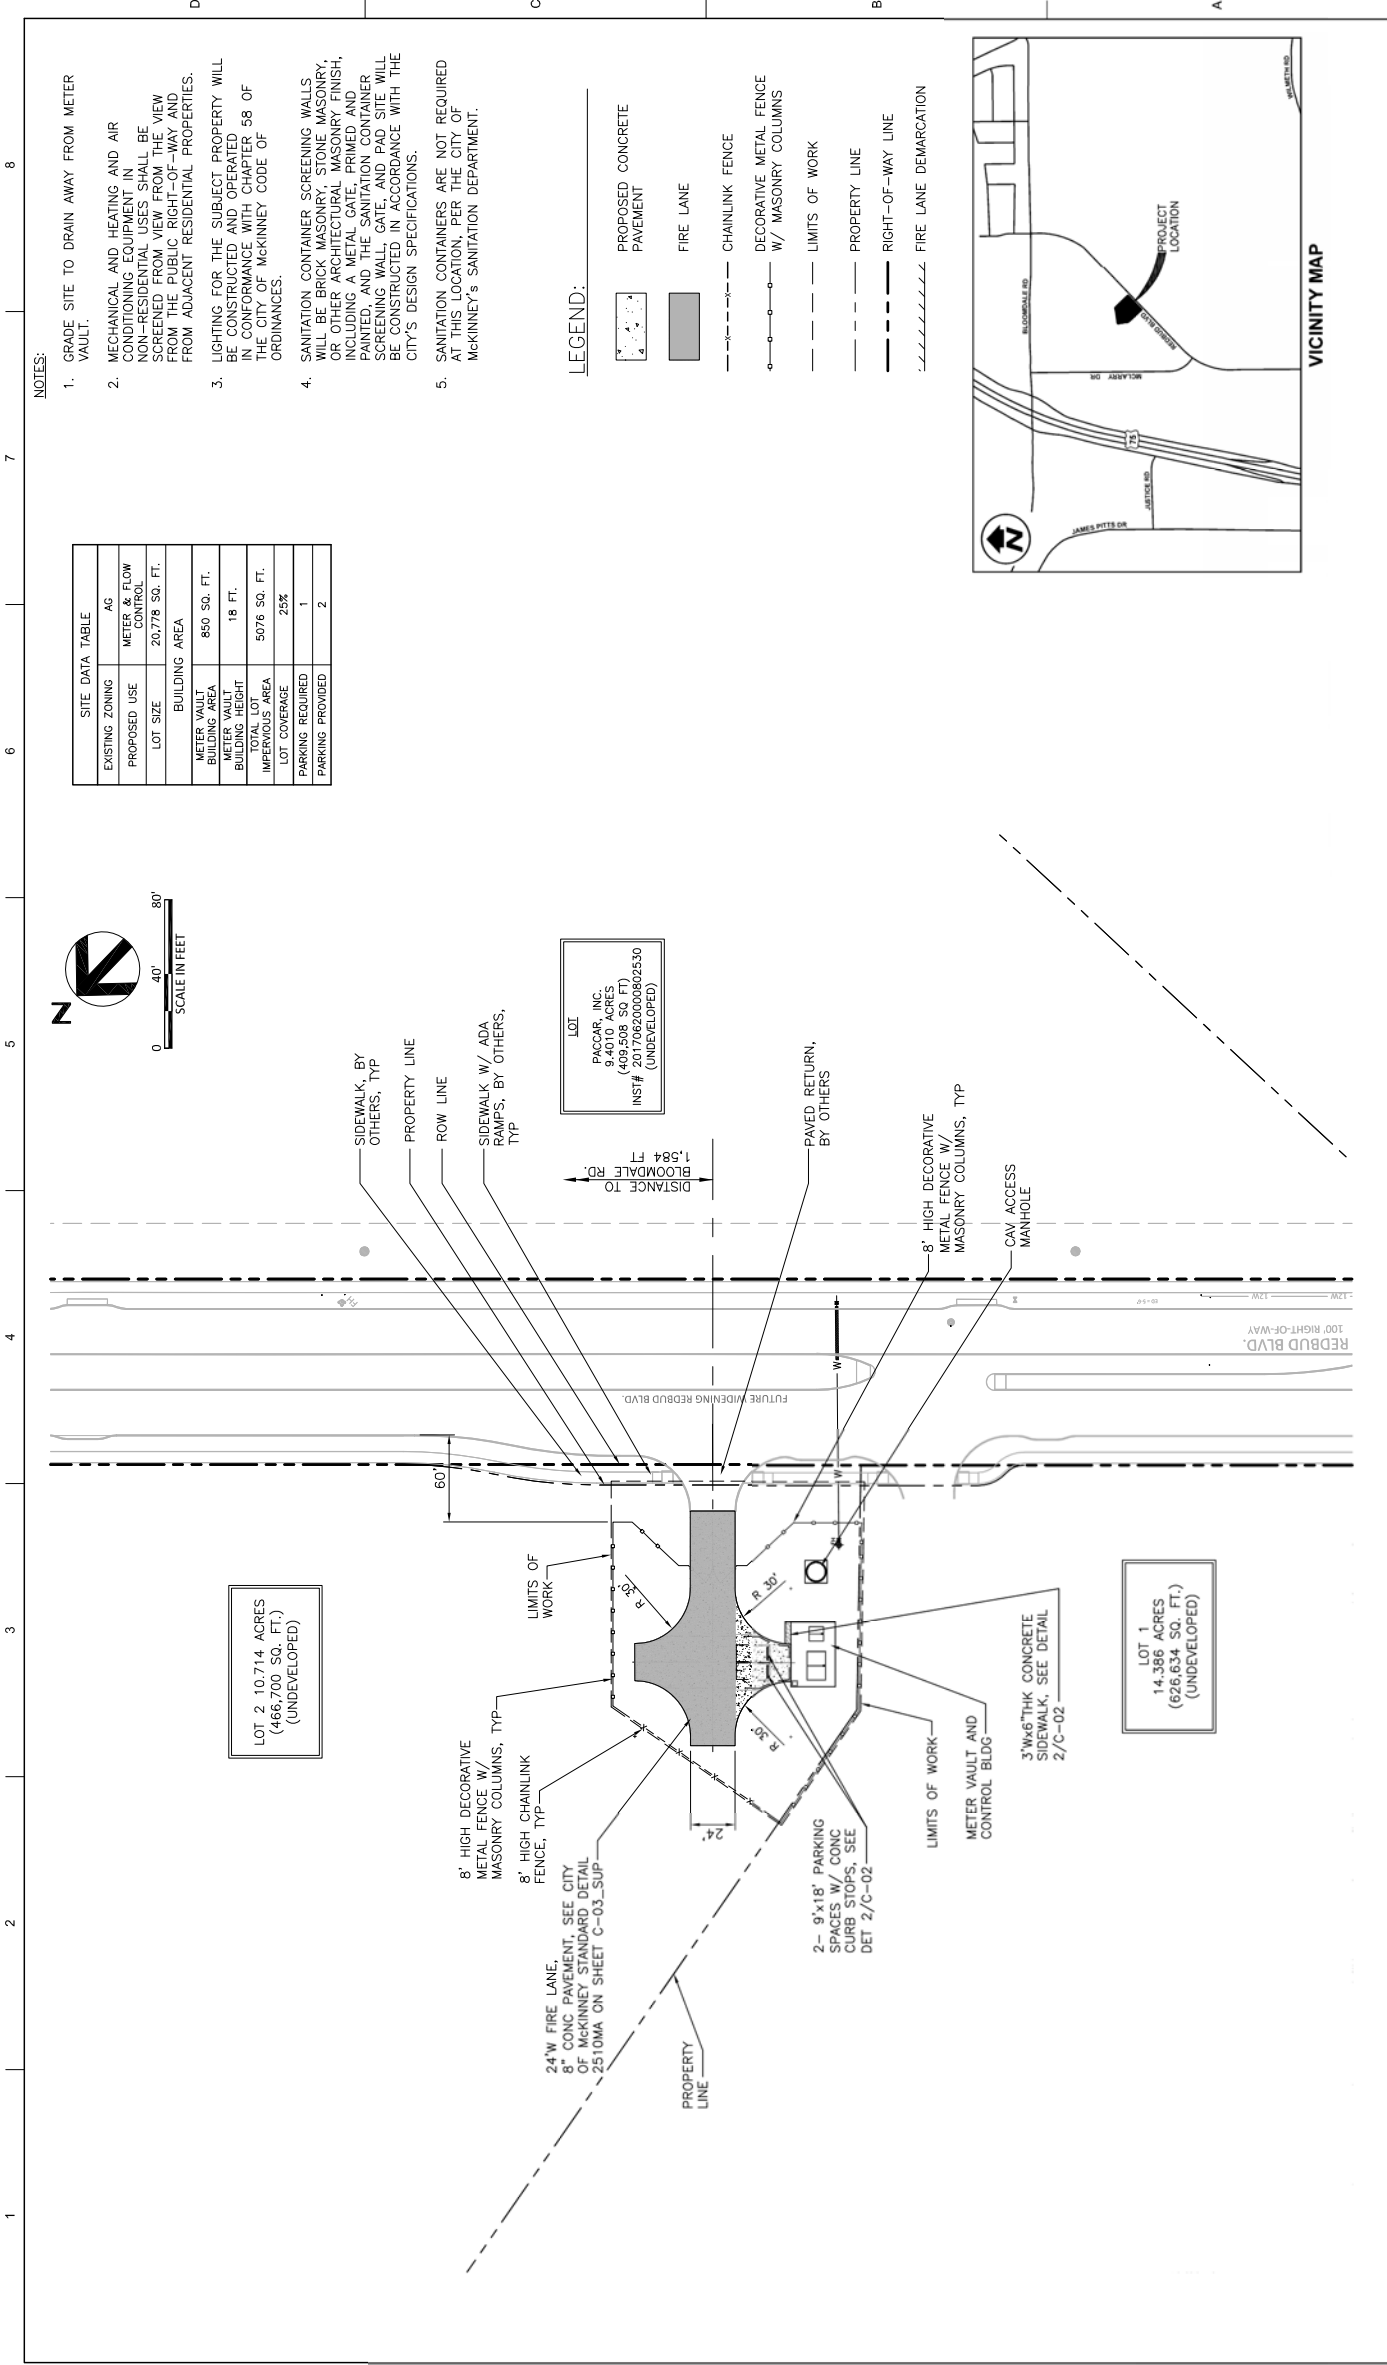 NOTES:
1. GRADE SITE TO DRAIN AWAY FROM METER
VAULT.
2. MECHANICAL AND HEATING AND AIR
CONDITIONING EQUIPMENT IN
NON-RESIDENTIAL USES SHALL BE
SCREENED FROM VIEW FROM THE VIEW
FROM THE PUBLIC RIGHT-OF-WAY AND
FROM ADJACENT RESIDENTIAL PROPERTIES.
3. LIGHTING FOR THE SUBJECT PROPERTY WILL
BE CONSTRUCTED AND OPERATED
IN CONFORMANCE WITH CHAPTER 58 OF
THE CITY OF McKINNEY CODE OF
ORDINANCES.
4. SANITATION CONTAINER SCREENING WALLS
WILL BE BRICK MASONRY, STONE MASONRY,
OR OTHER ARCHITECTURAL MASONRY FINISH,
INCLUDING A METAL GATE, PRIMED AND
PAINTED, AND THE SANITATION CONTAINER
SCREENING WALL, GATE, AND PAD SITE WILL
BE CONSTRUCTED IN ACCORDANCE WITH THE
CITY'S DESIGN SPECIFICATIONS.
5. SANITATION CONTAINERS ARE NOT REQUIRED
AT THIS LOCATION, PER THE CITY OF
McKINNEY's SANITATION DEPARTMENT.
LEGEND:
PROPOSED CONCRETE
PAVEMENT
FIRE LANE
CHAINLINK FENCE
DECORATIVE METAL FENCE
W/ MASONRY COLUMNS
LIMITS OF WORK
PROPERTY LINE
RIGHT-OF-WAY LINE
FIRE LANE DEMARCATION
SITE DATA TABLE
EXISTING ZONING AG
PROPOSED USE METER & FLOW
CONTROL
LOT SIZE 20,778 SQ. FT.
BUILDING AREA
METER VAULT
BUILDING AREA 850 SQ. FT.
METER VAULT
BUILDING HEIGHT 18 FT.
TOTAL LOT
IMPERVIOUS AREA 5076 SQ. FT.
LOT COVERAGE 25%
PARKING REQUIRED 1
PARKING PROVIDED 2
N
0 40' 80'
SCALE IN FEET
SIDEWALK, BY
OTHERS, TYP
PROPERTY LINE
ROW LINE
SIDEWALK W/ ADA
RAMPS, BY OTHERS,
TYP
LOT
PACCAR, INC.
9.4010 ACRES
(409,508 SQ FT)
INST# 20170620000802530
(UNDEVELOPED)
DISTANCE TO
BLOOMDALE RD.
1,584 FT
PAVED RETURN,
BY OTHERS
8' HIGH DECORATIVE
METAL FENCE W/
MASONRY COLUMNS, TYP
CAV ACCESS
MANHOLE
FH
12W
12W
REDBUD BLVD.
100' RIGHT-OF-WAY
FUTURE WIDENING REDBUD BLVD.
W
W
60'
LIMITS OF
WORK
R 30'
R 30'
R 30'
24'
LOT 2 10.714 ACRES
(466,700 SQ. FT.)
(UNDEVELOPED)
LOT 1
14.386 ACRES
(626,634 SQ. FT.)
(UNDEVELOPED)
8' HIGH DECORATIVE
METAL FENCE W/
MASONRY COLUMNS, TYP
8' HIGH CHAINLINK
FENCE, TYP
24'W FIRE LANE,
8" CONC PAVEMENT, SEE CITY
OF McKINNEY STANDARD DETAIL
2510MA ON SHEET C-03_SUP
2- 9'x18' PARKING
SPACES W/ CONC
CURB STOPS, SEE
DET 2/C-02
LIMITS OF WORK
METER VAULT AND
CONTROL BLDG
3'Wx6"THK CONCRETE
SIDEWALK, SEE DETAIL
2/C-02
PROPERTY
LINE
N
BLOOMDALE RD
MCLARRY DR
REDBUD BLVD
PROJECT
LOCATION
75
JUSTICE RD
JAMES PITTS DR
WILMETH RD
VICINITY MAP
1
2
3
4
5
6
7
8
D
C
B
A